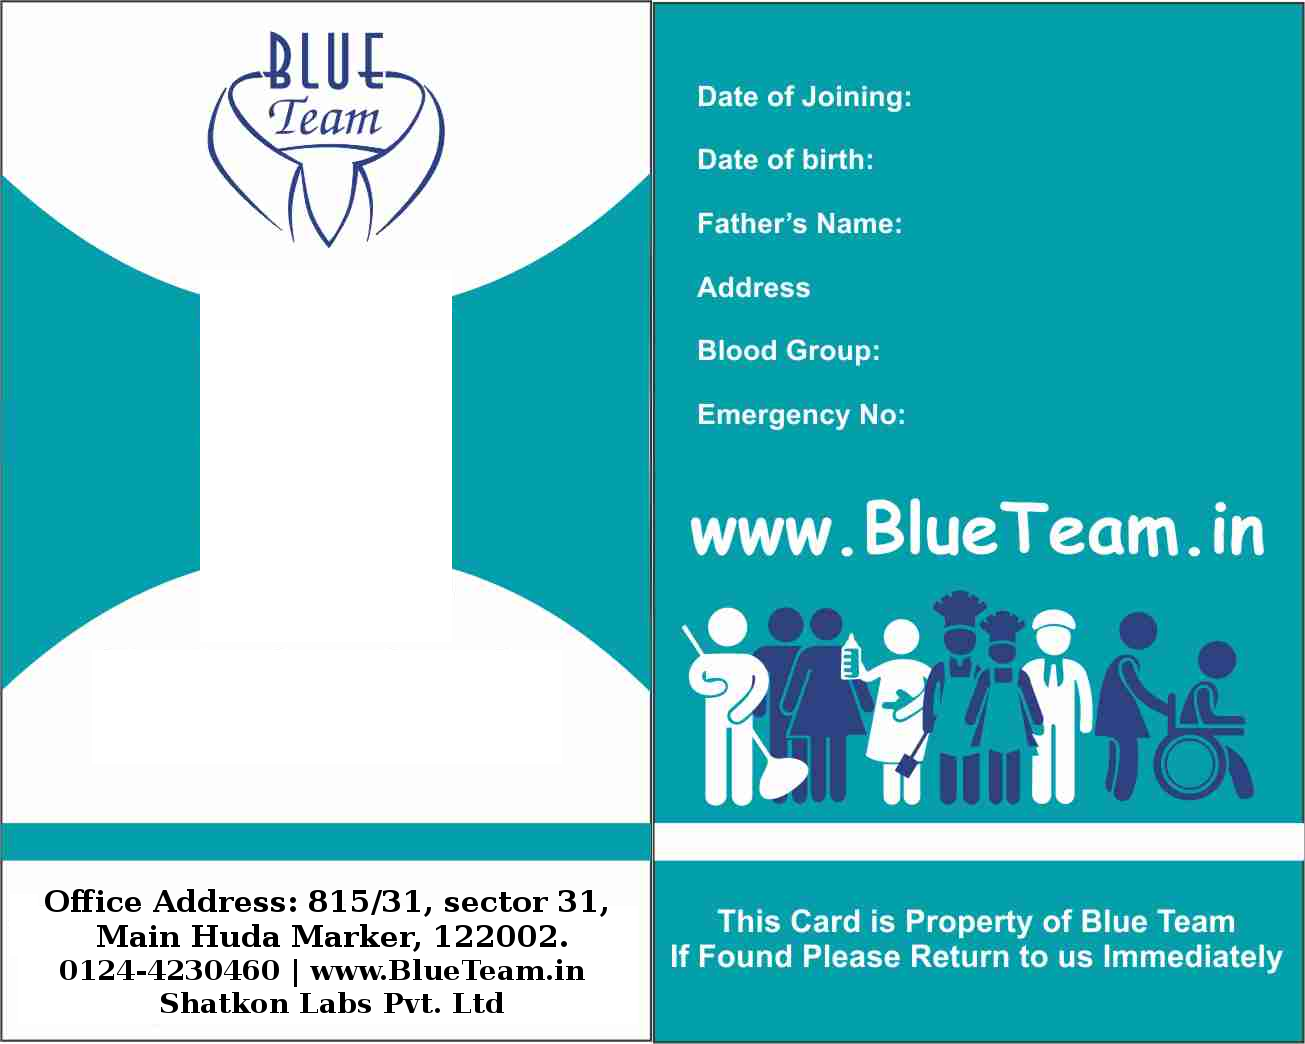 BLUE
Team
Office Address: 815/31, sector 31,
Main Huda Marker, 122002.
0124-4230460 | www.BlueTeam.in
Shatkon Labs Pvt. Ltd
Date of Joining:
Date of birth:
Father’s Name:
Address
Blood Group:
Emergency No:
www.BlueTeam.in
This Card is Property of Blue Team
If Found Please Return to us Immediately